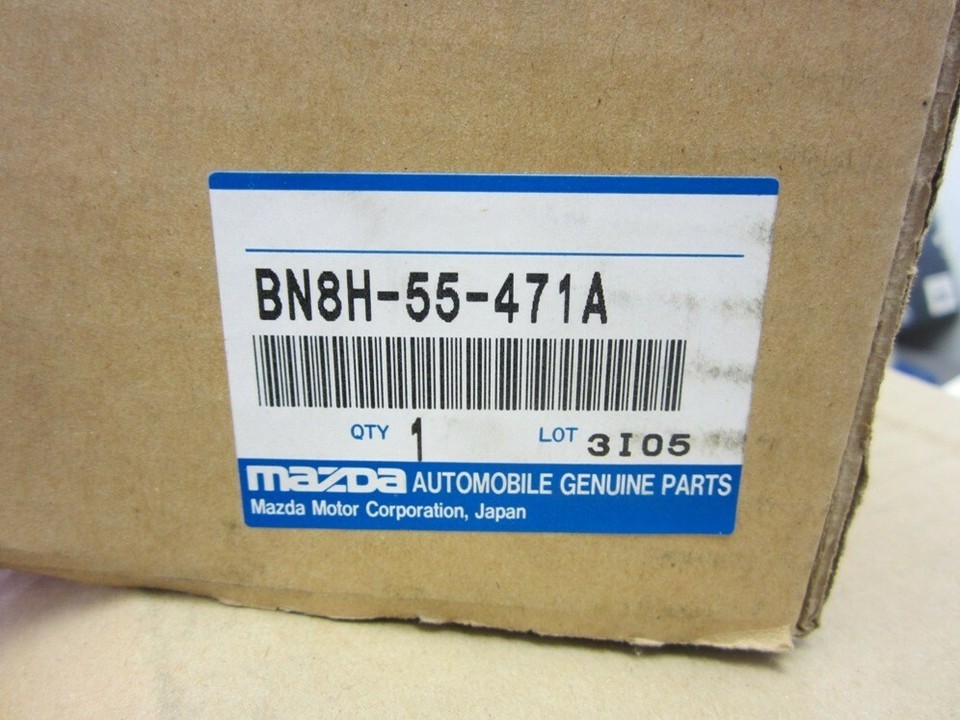 BN8H-55-471A
QTY 1 LOT 3I05
mazda AUTOMOBILE GENUINE PARTS
Mazda Motor Corporation, Japan